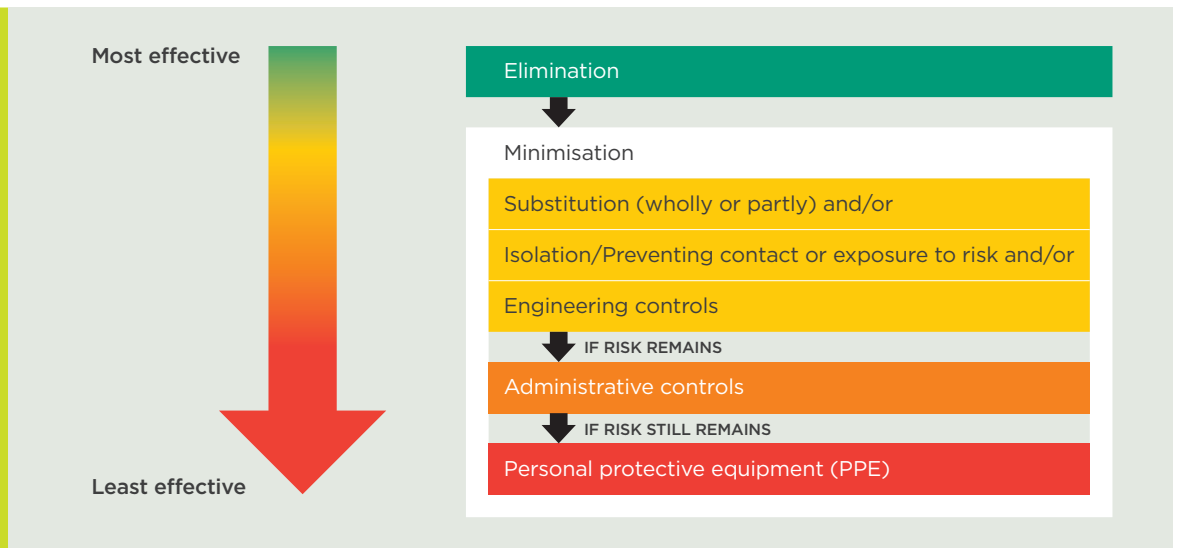 Most effective
Elimination
Minimisation
Substitution (wholly or partly) and/or
Isolation/Preventing contact or exposure to risk and/or
Engineering controls
IF RISK REMAINS
Administrative controls
IF RISK STILL REMAINS
Personal protective equipment (PPE)
Least effective